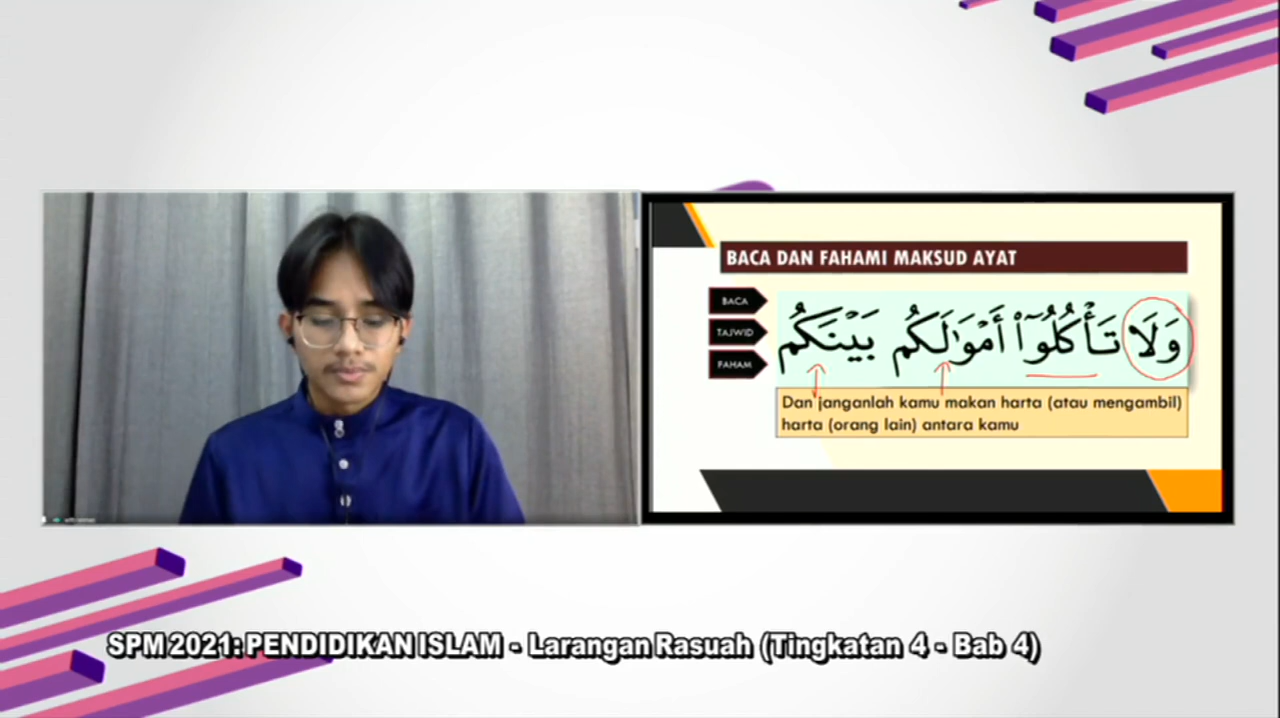 BACA DAN FAHAMI MAKSUD AYAT
BACA
TAJWID
FAHAM
وَلَا تَأْكُلُوٓا۟ أَمْوَٰلَكُم بَيْنَكُم
Dan janganlah kamu makan harta (atau mengambil)
harta (orang lain) antara kamu
SPM 2021: PENDIDIKAN ISLAM - Larangan Rasuah (Tingkatan 4 - Bab 4)